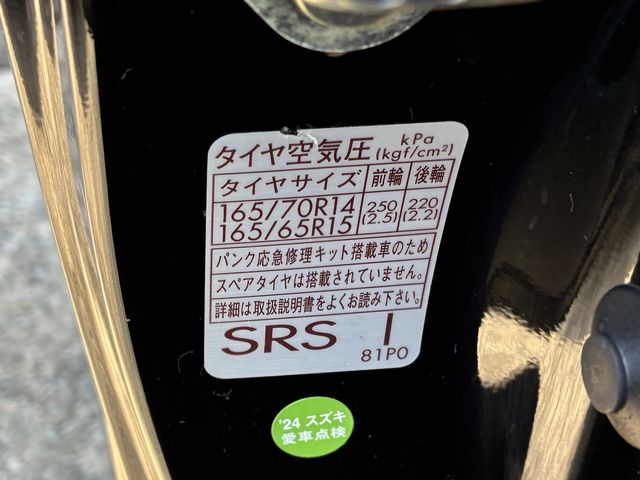 タイヤ空気圧 kPa (kgf/cm²)
タイヤサイズ 前輪 後輪
165/70R14 250 220
165/65R15 (2.5) (2.2)
パンク応急修理キット搭載車のため
スペアタイヤは搭載されていません。
詳細は取扱説明書をよくお読み下さい。
SRS I
81P0
'24 スズキ
愛車点検